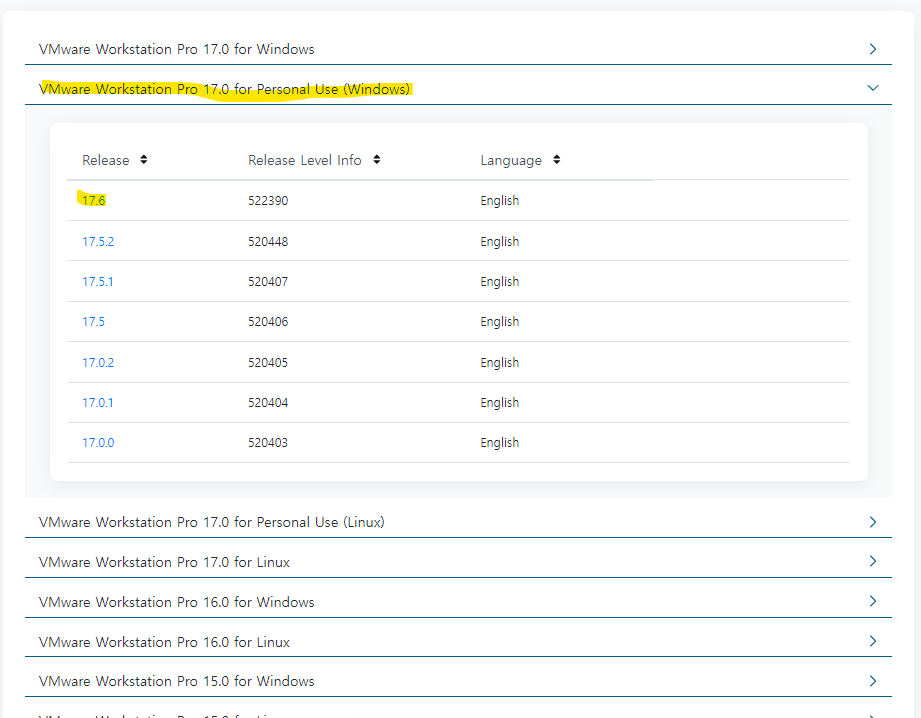 VMware Workstation Pro 17.0 for Windows
VMware Workstation Pro 17.0 for Personal Use (Windows)
Release Release Level Info Language
17.6 522390 English
17.5.2 520448 English
17.5.1 520407 English
17.5 520406 English
17.0.2 520405 English
17.0.1 520404 English
17.0.0 520403 English
VMware Workstation Pro 17.0 for Personal Use (Linux)
VMware Workstation Pro 17.0 for Linux
VMware Workstation Pro 16.0 for Windows
VMware Workstation Pro 16.0 for Linux
VMware Workstation Pro 15.0 for Windows